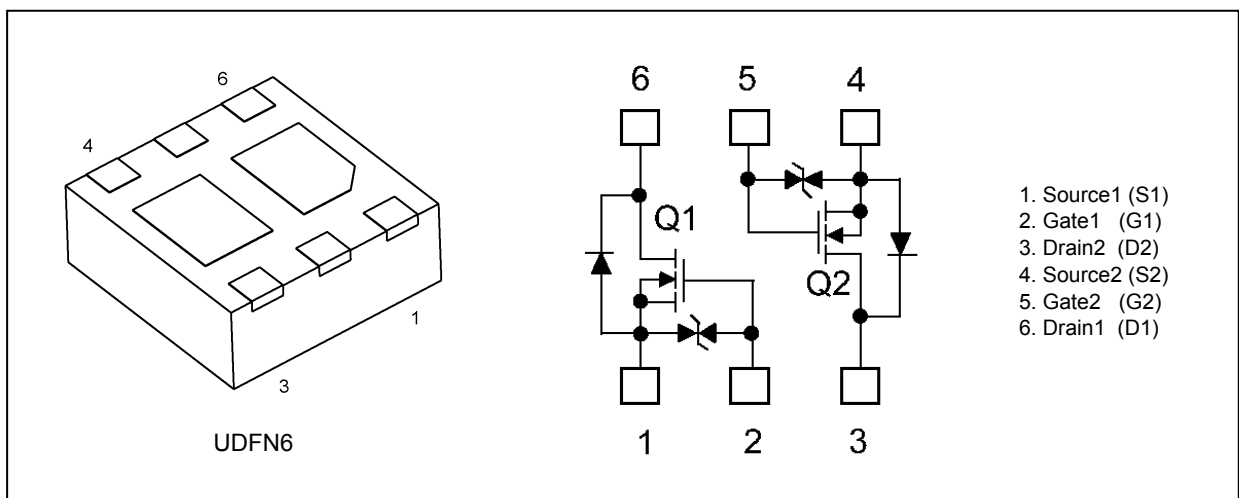 6
4
1
3
UDFN6
6 5 4
Q1
Q2
1 2 3
1. Source1 (S1)
2. Gate1 (G1)
3. Drain2 (D2)
4. Source2 (S2)
5. Gate2 (G2)
6. Drain1 (D1)